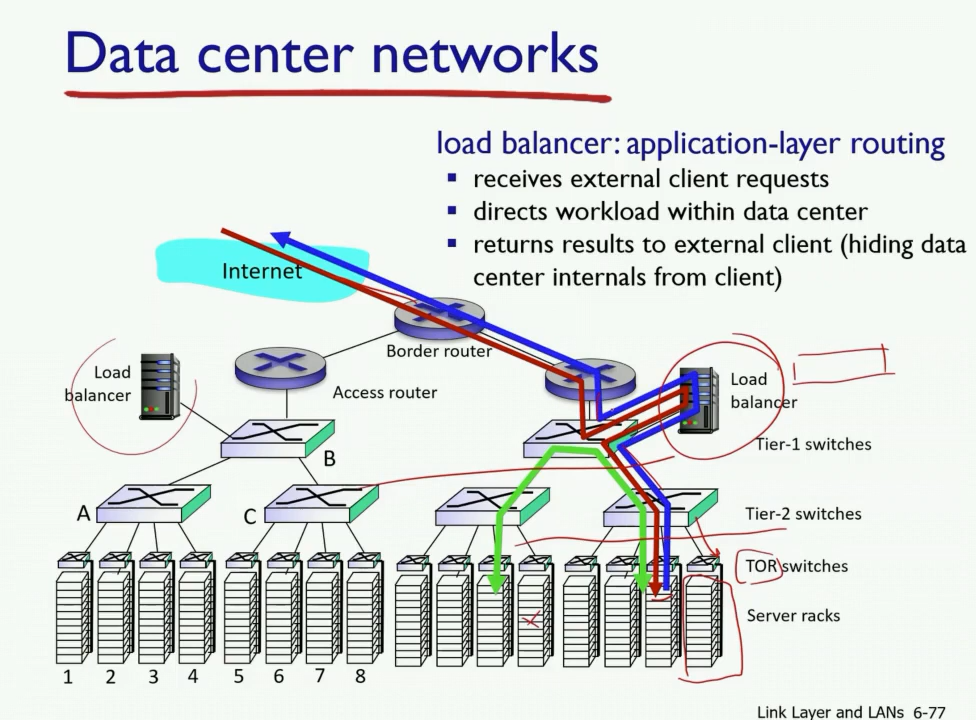 Data center networks
load balancer: application-layer routing
▪ receives external client requests
▪ directs workload within data center
▪ returns results to external client (hiding data
center internals from client)
Internet
Border router
Load
balancer
Access router
Load
balancer
Tier-1 switches
B
A
C
Tier-2 switches
TOR switches
Server racks
1 2 3 4 5 6 7 8
Link Layer and LANs 6-77